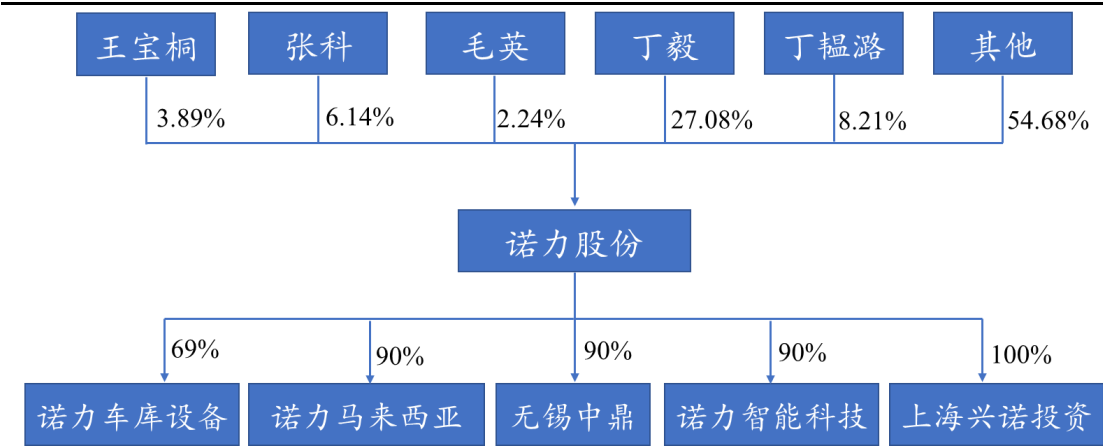 王宝桐 张科 毛英 丁毅 丁韫潞 其他
3.89% 6.14% 2.24% 27.08% 8.21% 54.68%
诺力股份
69% 90% 90% 90% 100%
诺力车库设备 诺力马来西亚 无锡中鼎 诺力智能科技 上海兴诺投资